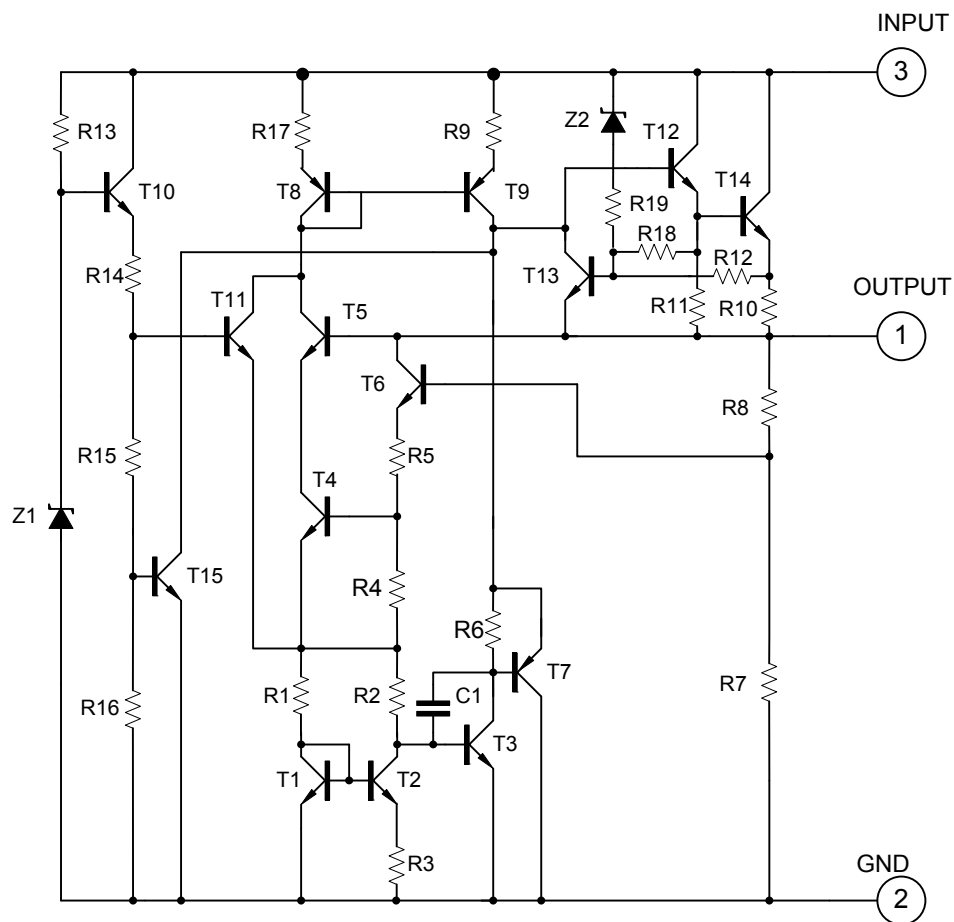 INPUT
3
R13
R17
R9
Z2
T12
T10
T8
T9
T14
R19
R18
R12
R14
T13
T11
T5
R11
R10
OUTPUT
1
T6
R8
R15
R5
T4
Z1
T15
R4
R6
T7
R16
R1
R2
C1
R7
T3
T1
T2
R3
GND
2